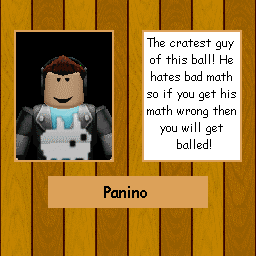 The cratest guy
of this ball! He
hates bad math
so if you get his
math wrong then
you will get
balled!
Panino